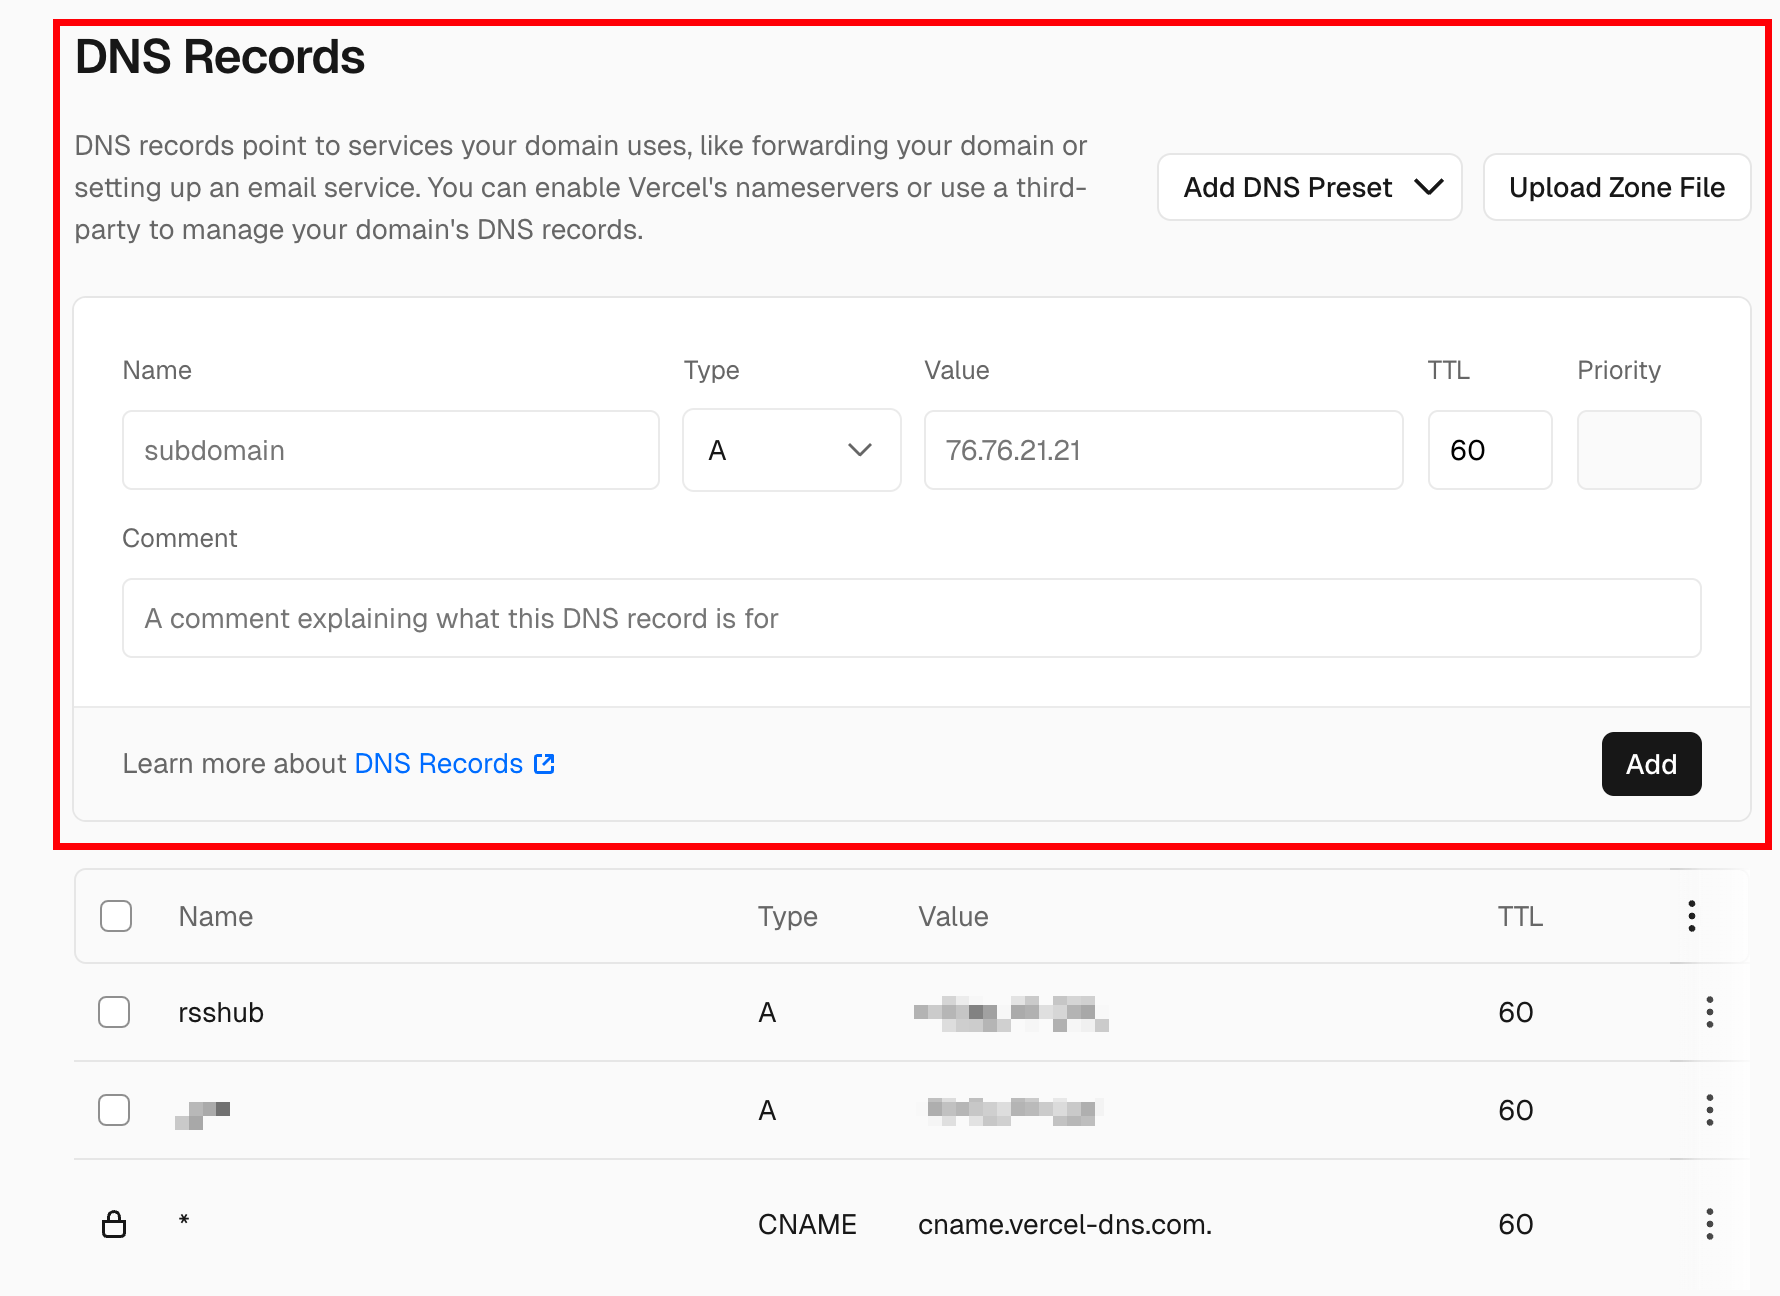 DNS Records
DNS records point to services your domain uses, like forwarding your domain or
setting up an email service. You can enable Vercel's nameservers or use a third-
party to manage your domain's DNS records.
Add DNS Preset
Upload Zone File
Name Type Value TTL Priority
subdomain A 76.76.21.21 60
Comment
A comment explaining what this DNS record is for
Learn more about DNS Records
Add
Name Type Value TTL
rsshub A 60
A 60
* CNAME cname.vercel-dns.com. 60